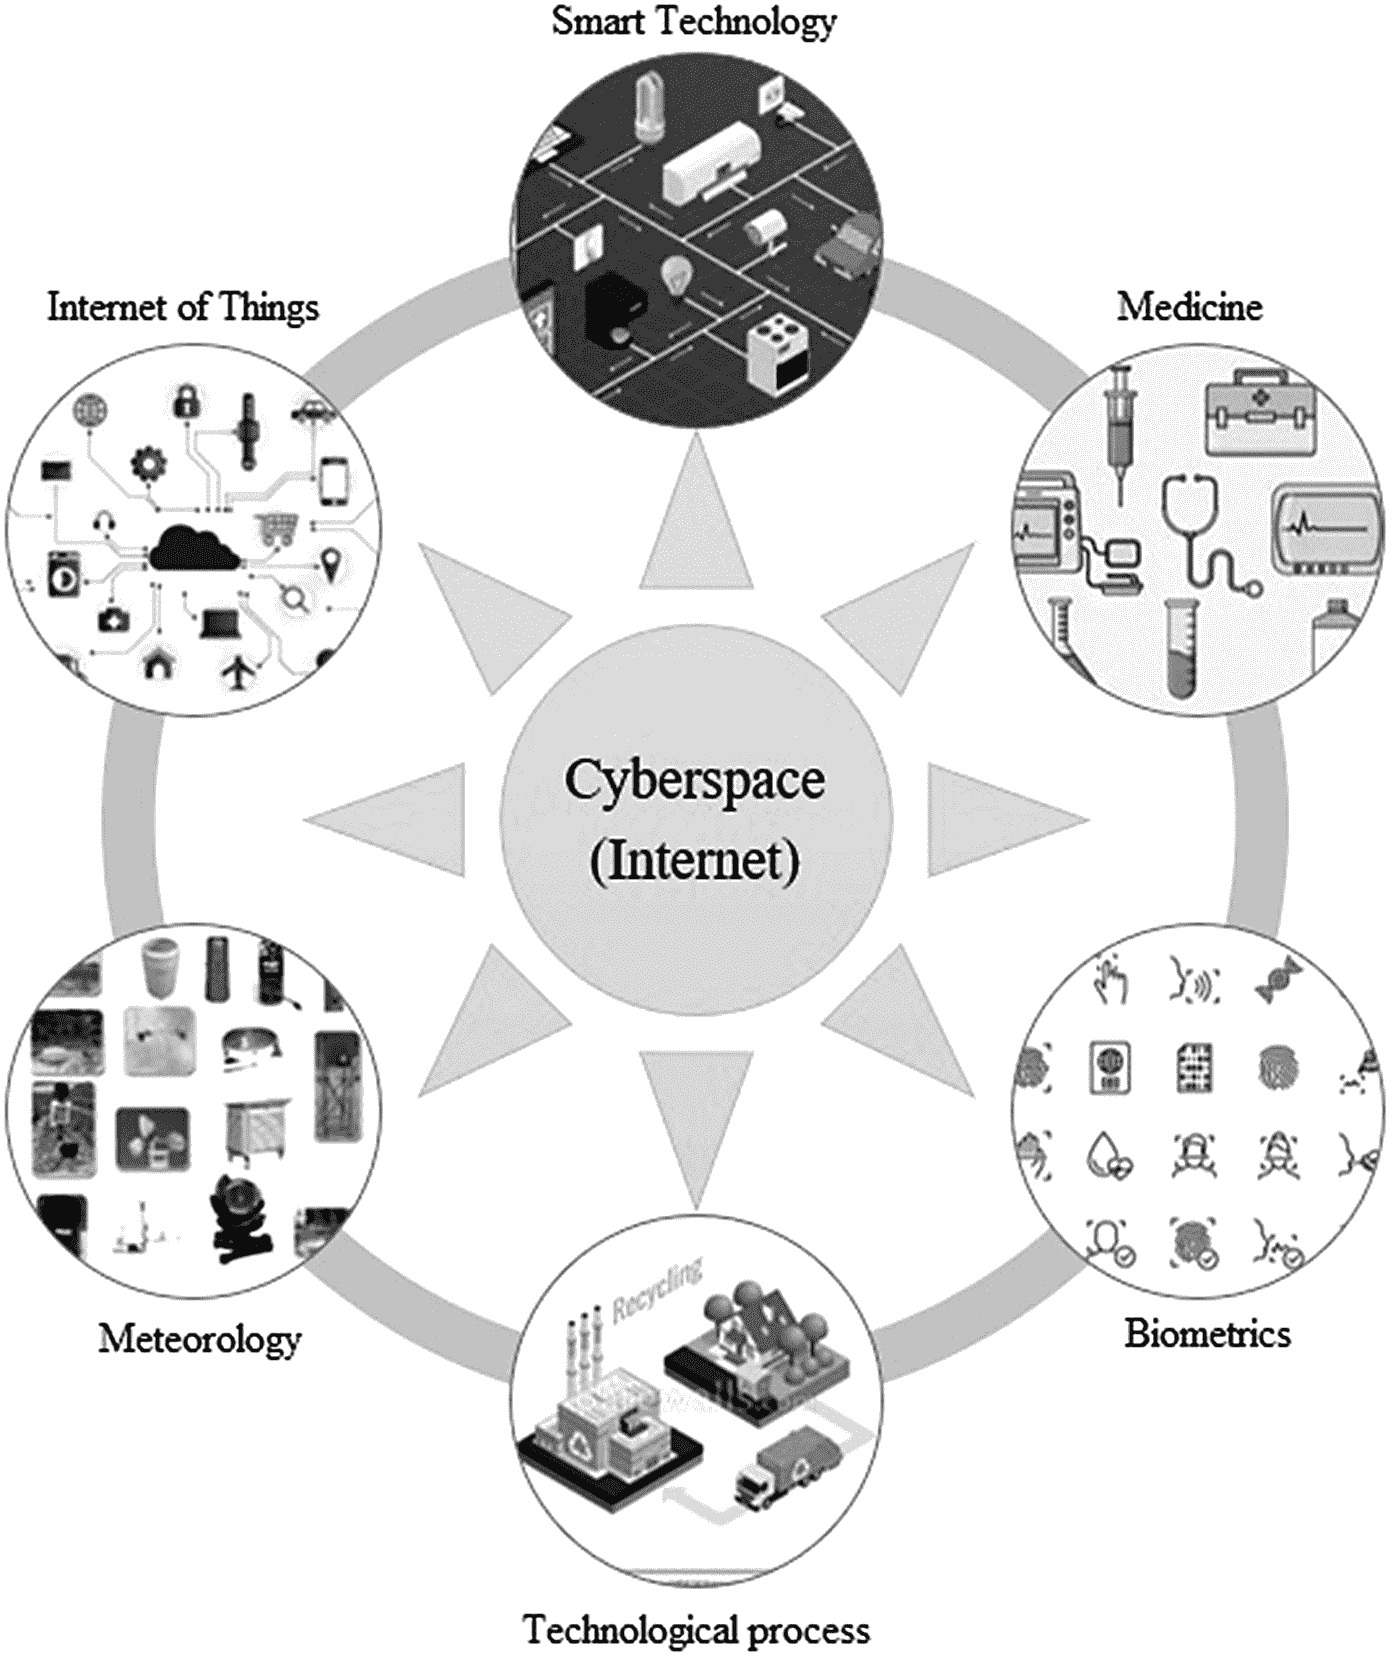 Smart Technology
Internet of Things
Medicine
Cyberspace
(Internet)
Meteorology
Biometrics
Recycling
Technological process